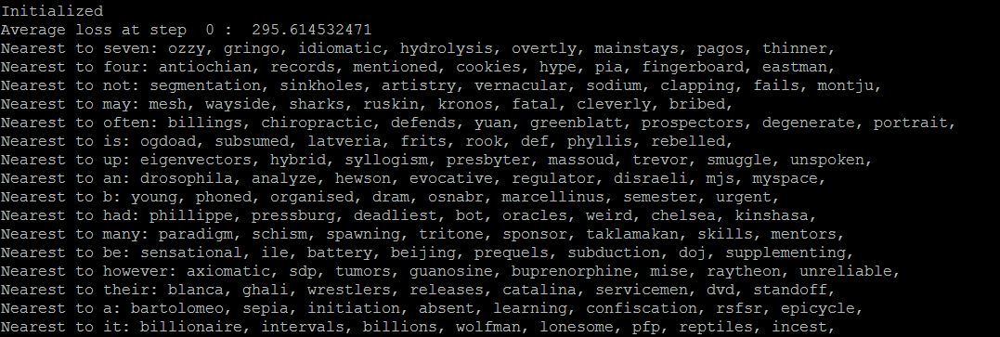 Initialized
Average loss at step  0 :  295.614532471
Nearest to seven: ozzy, gringo, idiomatic, hydrolysis, overtly, mainstays, pagos, thinner,
Nearest to four: antiochian, records, mentioned, cookies, hype, pia, fingerboard, eastman,
Nearest to not: segmentation, sinkholes, artistry, vernacular, sodium, clapping, fails, montju,
Nearest to may: mesh, wayside, sharks, ruskin, kronos, fatal, cleverly, bribed,
Nearest to often: billings, chiropractic, defends, yuan, greenblatt, prospectors, degenerate, portrait,
Nearest to is: ogdoad, subsumed, latveria, frits, rook, def, phyllis, rebelled,
Nearest to up: eigenvectors, hybrid, syllogism, presbyter, massoud, trevor, smuggle, unspoken,
Nearest to an: drosophila, analyze, hewson, evocative, regulator, disraeli, mjs, myspace,
Nearest to b: young, phoned, organised, dram, osnabr, marcellinus, semester, urgent,
Nearest to had: phillippe, pressburg, deadliest, bot, oracles, weird, chelsea, kinshasa,
Nearest to many: paradigm, schism, spawning, tritone, sponsor, taklamakan, skills, mentors,
Nearest to be: sensational, ile, battery, beijing, prequels, subduction, doj, supplementing,
Nearest to however: axiomatic, sdp, tumors, guanosine, buprenorphine, mise, raytheon, unreliable,
Nearest to their: blanca, ghali, wrestlers, releases, catalina, servicemen, dvd, standoff,
Nearest to a: bartolomeo, sepia, initiation, absent, learning, confiscation, rsfsr, epicycle,
Nearest to it: billionaire, intervals, billions, wolfman, lonesome, pfp, reptiles, incest,